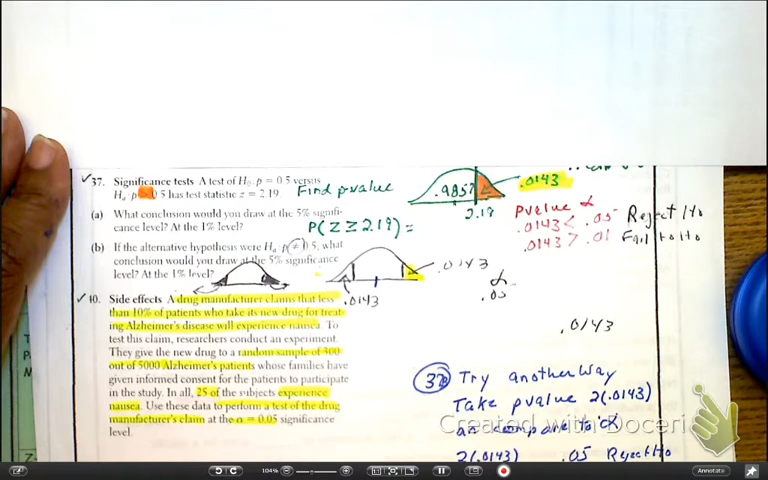 ✓37. Significance tests A test of H₀: p = 0.5 versus
Hₐ: p > 0.5 has test statistic z = 2.19.
(a) What conclusion would you draw at the 5% signifi-
cance level? At the 1% level?
(b) If the alternative hypothesis were Hₐ: p ≠ 0.5, what
conclusion would you draw at the 5% significance
level? At the 1% level?
Find p-value
P(Z ≥ 2.19) =
.9857
.0143
2.19
Pvalue α
.0143 < .05 Reject Ho
.0143 > .01 Fail to Ho
.0143
.0143
α
.05
.0143
✓40. Side effects A drug manufacturer claims that less
than 10% of patients who take its new drug for treat-
ing Alzheimer's disease will experience nausea. To
test this claim, researchers conduct an experiment.
They give the new drug to a random sample of 300
out of 5000 Alzheimer's patients whose families have
given informed consent for the patients to participate
in the study. In all, 25 of the subjects experience
nausea. Use these data to perform a test of the drug
manufacturer's claim at the α = 0.05 significance
level.
Try another Way
Take pvalue 2(.0143)
an compare to α
2(.0143) .05 Reject Ho
Created with Doceri
104%
Annotate